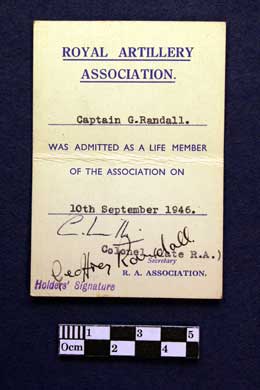 ROYAL ARTILLERY
ASSOCIATION.
Captain G.Randall.
WAS ADMITTED AS A LIFE MEMBER
OF THE ASSOCIATION ON
10th September 1946.
Colonel (late R.A.)
Secretary
Geoffrey Randall.
R. A. ASSOCIATION.
Holders' Signature
1 3 5
0cm 2 4